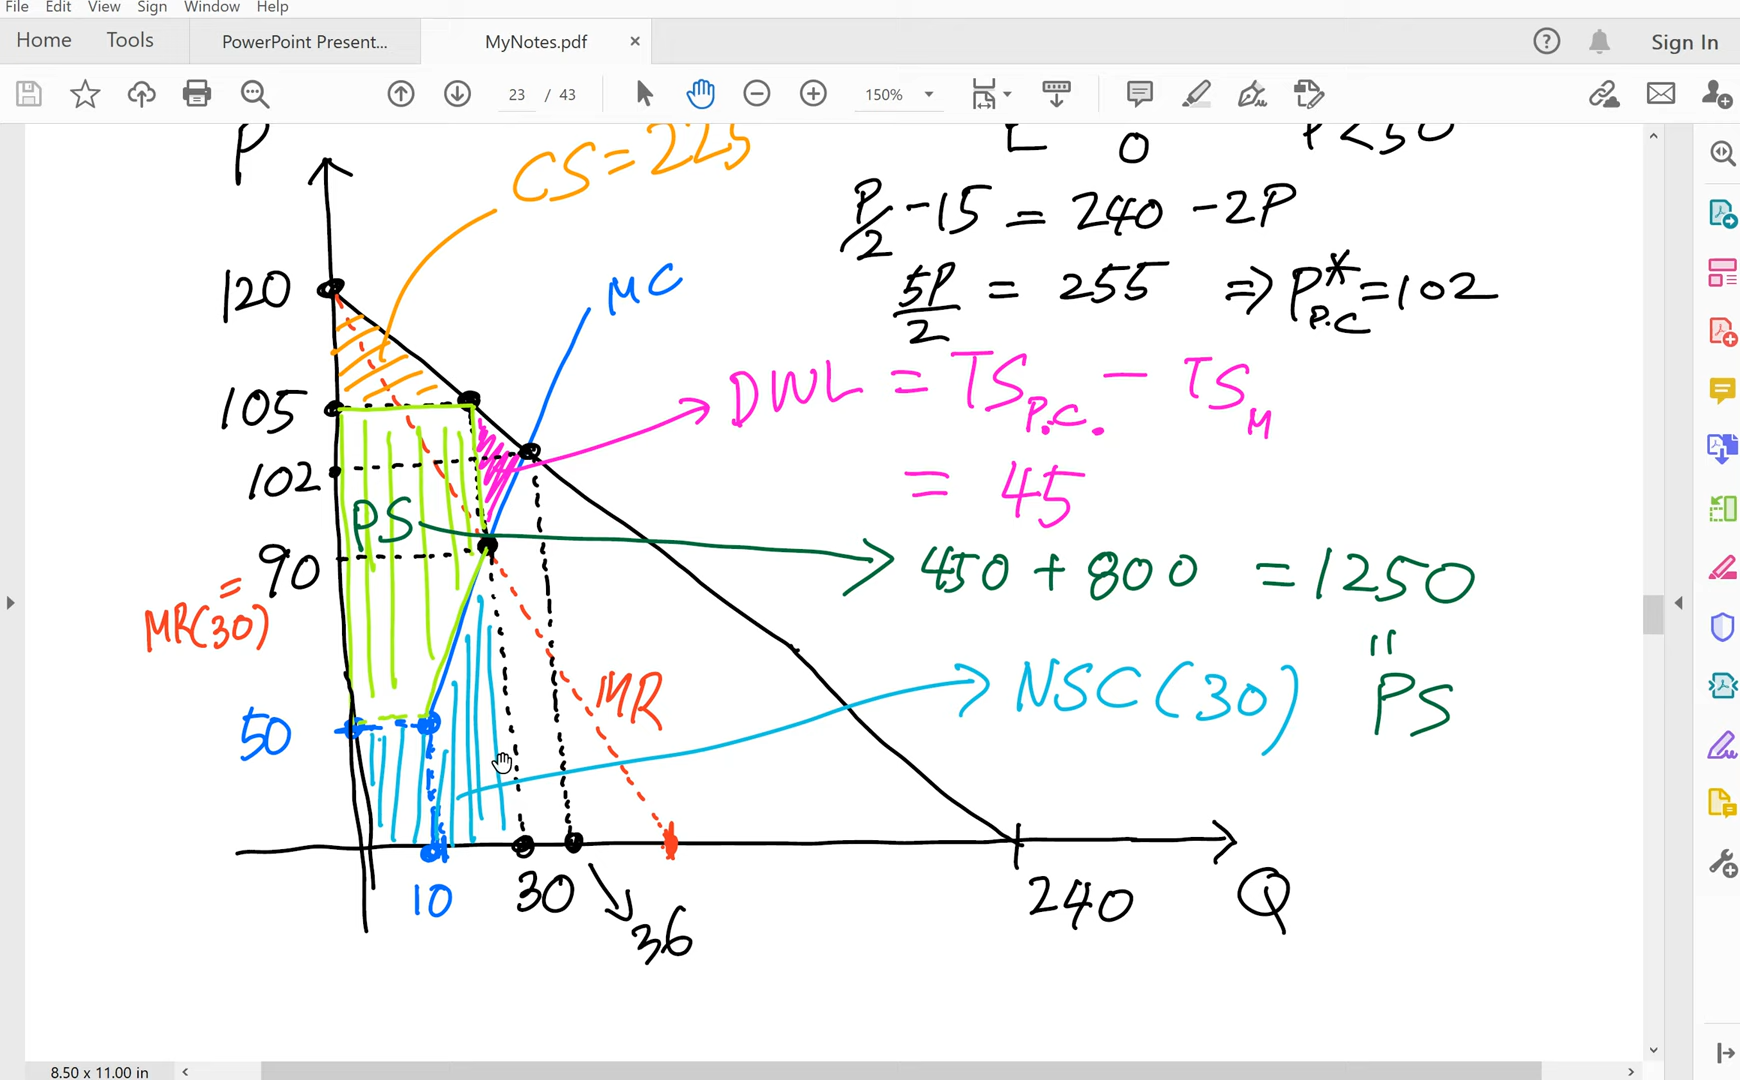 File Edit View Sign Window Help
Home Tools PowerPoint Present... MyNotes.pdf × ? Sign In
23 / 43 150%
P
CS = 225
0 P < 50
P/2 - 15 = 240 - 2P
5P/2 = 255 => P*P.C = 102
120
MC
DWL = TSP.C. - TSM
105
= 45
102
PS
450 + 800 = 1250
90
=
MR(30)
"
PS
NSC(30)
MR
50
10
30
36
240
Q
8.50 x 11.00 in